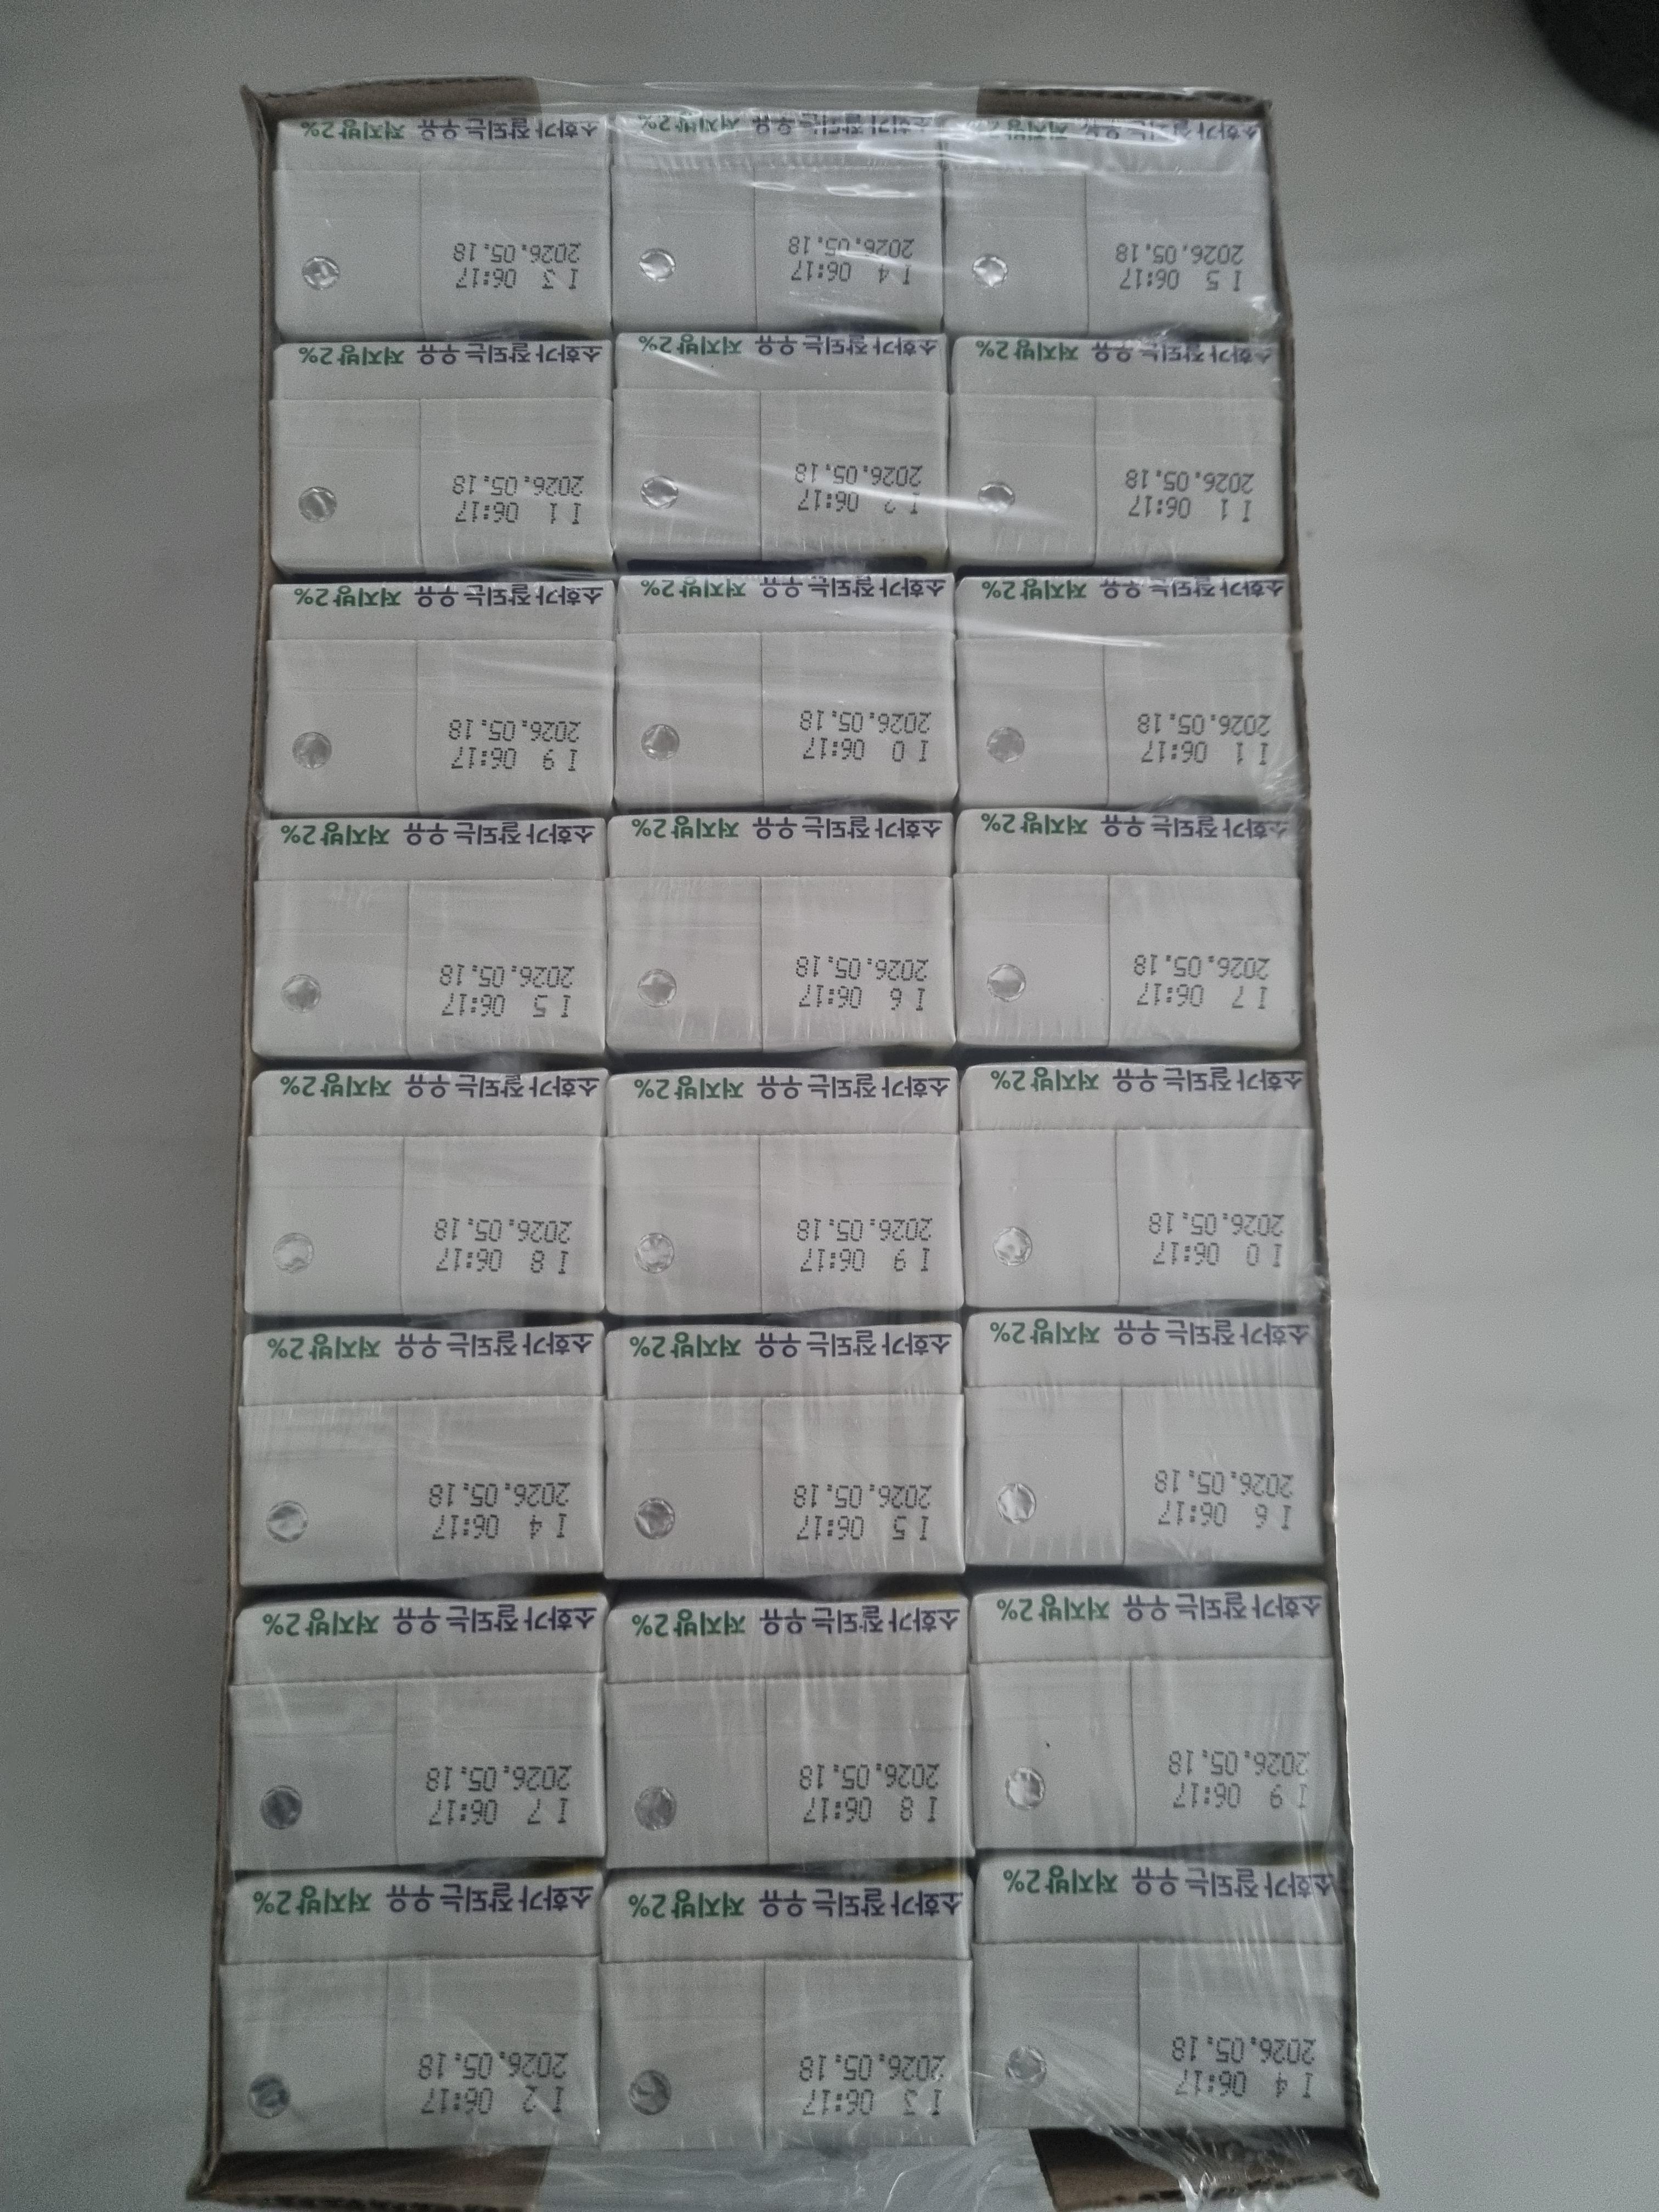 I 4 06:17
2026.05.18
소화가 잘되는 우유 저지방 2%
I 3 06:17
2026.05.18
소화가 잘되는 우유 저지방 2%
I 2 06:17
2026.05.18
소화가 잘되는 우유 저지방 2%
I 9 06:17
2026.05.18
소화가 잘되는 우유 저지방 2%
I 8 06:17
2026.05.18
소화가 잘되는 우유 저지방 2%
I 7 06:17
2026.05.18
소화가 잘되는 우유 저지방 2%
I 6 06:17
2026.05.18
소화가 잘되는 우유 저지방 2%
I 5 06:17
2026.05.18
소화가 잘되는 우유 저지방 2%
I 4 06:17
2026.05.18
소화가 잘되는 우유 저지방 2%
I 0 06:17
2026.05.18
소화가 잘되는 우유 저지방 2%
I 9 06:17
2026.05.18
소화가 잘되는 우유 저지방 2%
I 8 06:17
2026.05.18
소화가 잘되는 우유 저지방 2%
I 7 06:17
2026.05.18
소화가 잘되는 우유 저지방 2%
I 6 06:17
2026.05.18
소화가 잘되는 우유 저지방 2%
I 5 06:17
2026.05.18
소화가 잘되는 우유 저지방 2%
I 1 06:17
2026.05.18
소화가 잘되는 우유 저지방 2%
I 0 06:17
2026.05.18
소화가 잘되는 우유 저지방 2%
I 9 06:17
2026.05.18
소화가 잘되는 우유 저지방 2%
I 1 06:17
2026.05.18
소화가 잘되는 우유 저지방 2%
I 2 06:17
2026.05.18
소화가 잘되는 우유 저지방 2%
I 1 06:17
2026.05.18
소화가 잘되는 우유 저지방 2%
I 5 06:17
2026.05.18
소화가 잘되는 우유 저지방 2%
I 4 06:17
2026.05.18
소화가 잘되는 우유 저지방 2%
I 3 06:17
2026.05.18
소화가 잘되는 우유 저지방 2%